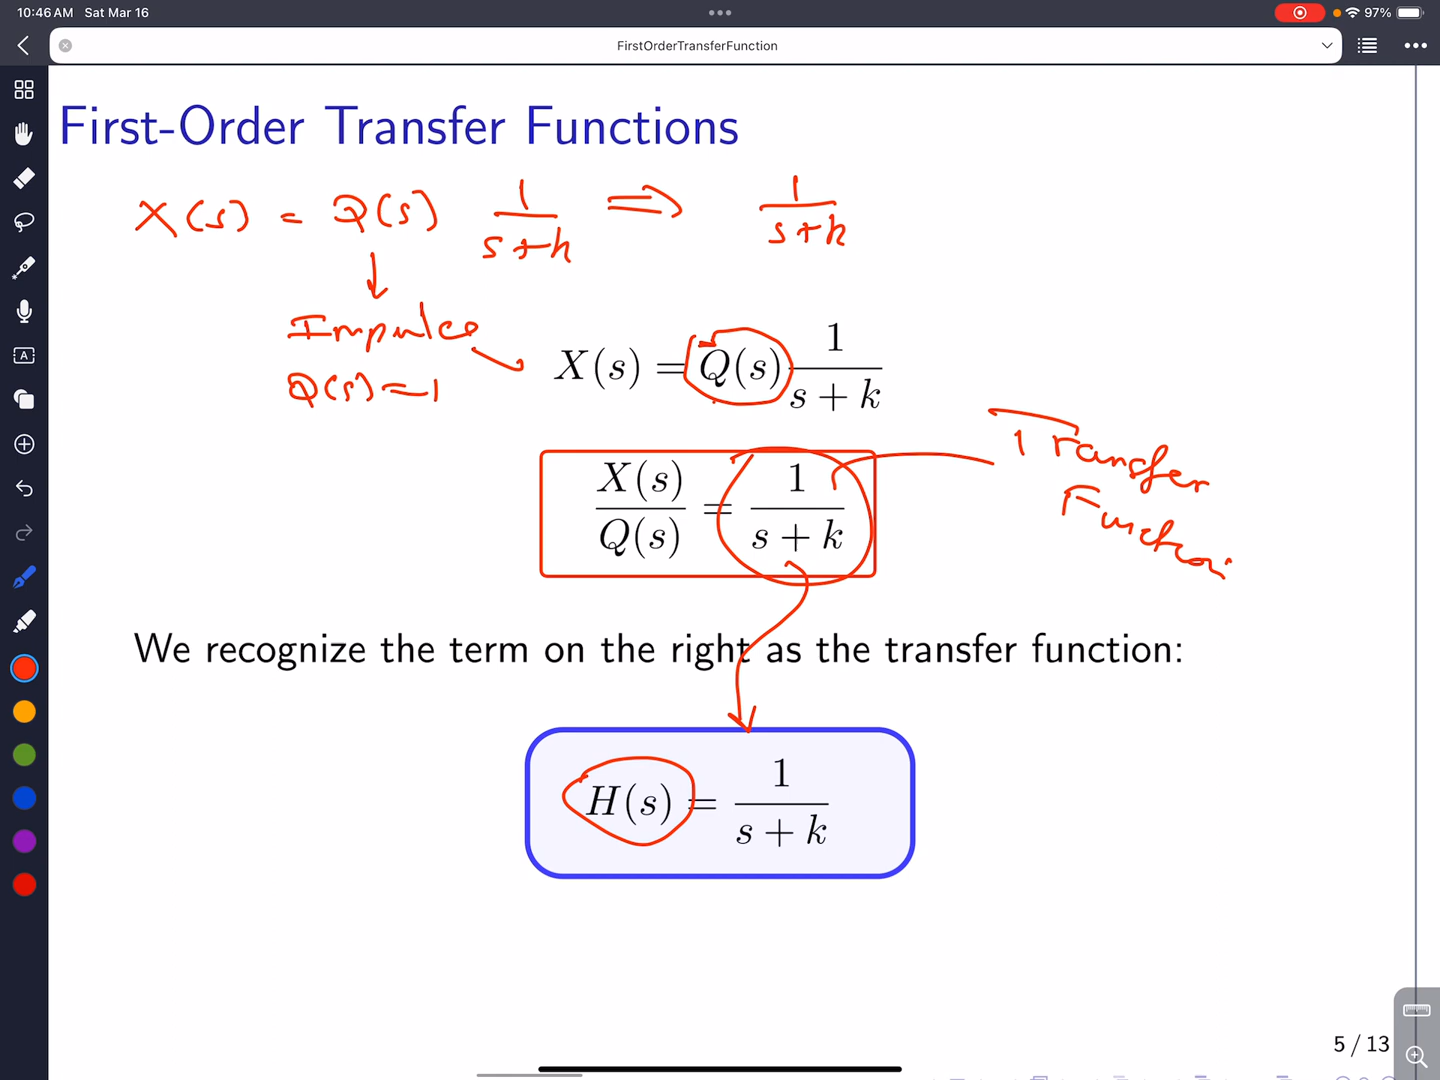 10:46 AM Sat Mar 16
97%
FirstOrderTransferFunction
First-Order Transfer Functions
X(s) = Q(s) 1/(s+k) ⇒ 1/(s+k)
Impulse
Q(s) = 1
X(s) = Q(s) 1/(s + k)
X(s)/Q(s) = 1/(s + k)
Transfer
Function
We recognize the term on the right as the transfer function:
H(s) = 1/(s + k)
5 / 13
A